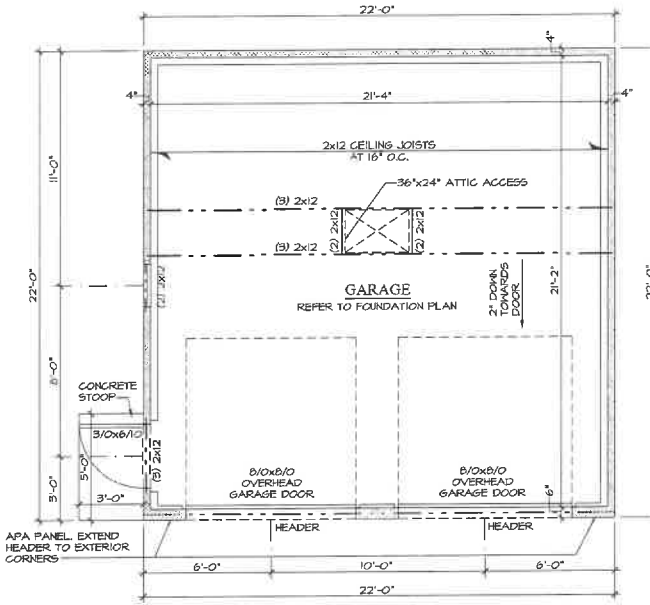 22'-0"
4"
4"
21'-4"
4"
2x12 CEILING JOISTS
AT 16" O.C.
11'-0"
36"x24" ATTIC ACCESS
(3) 2x12
(2) 2x12
(2) 2x12
(3) 2x12
22'-0"
(2) 2x12
GARAGE
REFER TO FOUNDATION PLAN
2" DOWN
TOWARDS
DOOR
21'-2"
22'-0"
8'-0"
CONCRETE
STOOP
3/0x6/10
5'-0"
(3) 2x12
3'-0"
3'-0"
8/0x8/0
OVERHEAD
GARAGE DOOR
8/0x8/0
OVERHEAD
GARAGE DOOR
6"
HEADER
HEADER
APA PANEL. EXTEND
HEADER TO EXTERIOR
CORNERS
6'-0"
10'-0"
6'-0"
22'-0"